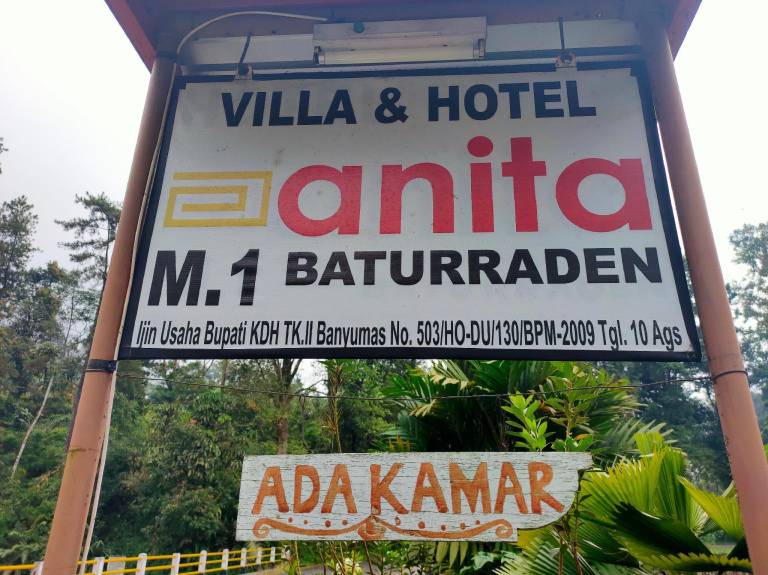 VILLA & HOTEL
anita
M.1 BATURRADEN
Ijin Usaha Bupati KDH TK.II Banyumas No. 503/HO-DU/130/BPM-2009 Tgl. 10 Ags
ADA KAMAR